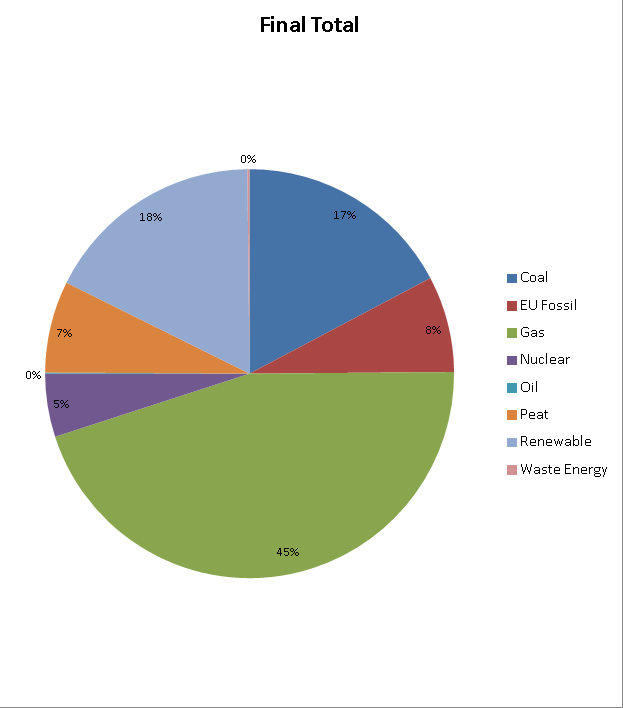 Final Total
0%
17%
18%
8%
7%
0%
5%
45%
Coal
EU Fossil
Gas
Nuclear
Oil
Peat
Renewable
Waste Energy